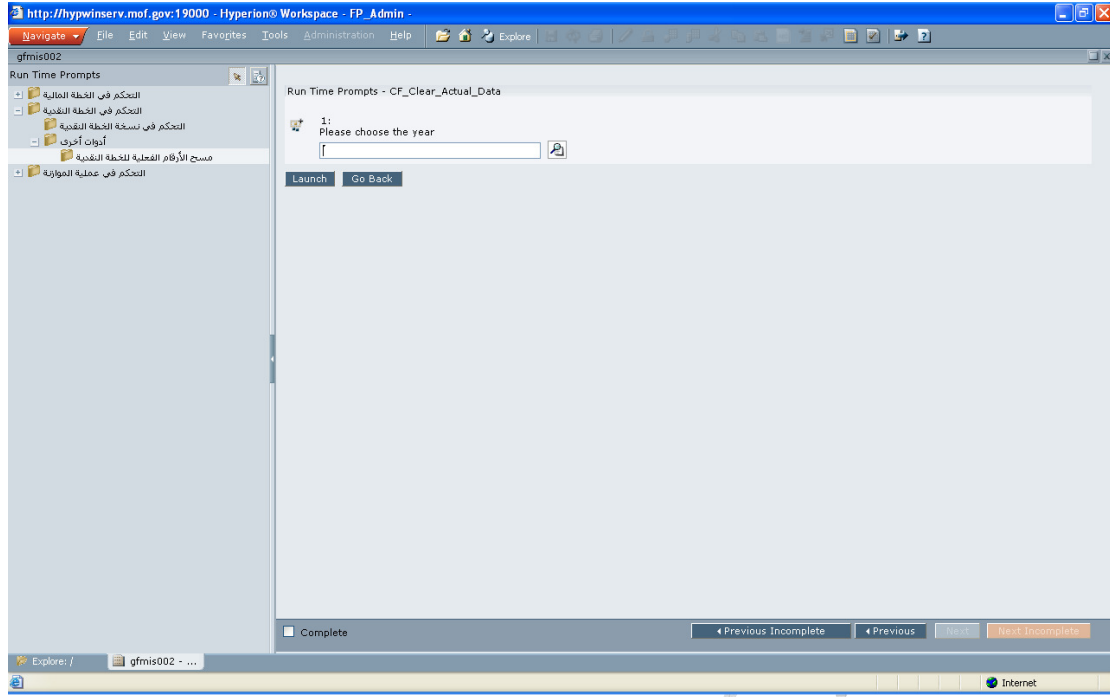 http://hypwinserv.mof.gov:19000 - Hyperion® Workspace - FP_Admin -
Navigate File Edit View Favorites Tools Administration Help Explore
gfmis002
Run Time Prompts
التحكم في الخطة المالية
التحكم في الخطة النقدية
التحكم في نسخة الخطة النقدية
أدوات أخرى
مسح الأرقام الفعلية للخطة النقدية
التحكم في عملية الموازنة
Run Time Prompts - CF_Clear_Actual_Data
1:
Please choose the year
Launch Go Back
Complete
Previous Incomplete Previous Next Next Incomplete
Explore: / gfmis002 - ...
Internet